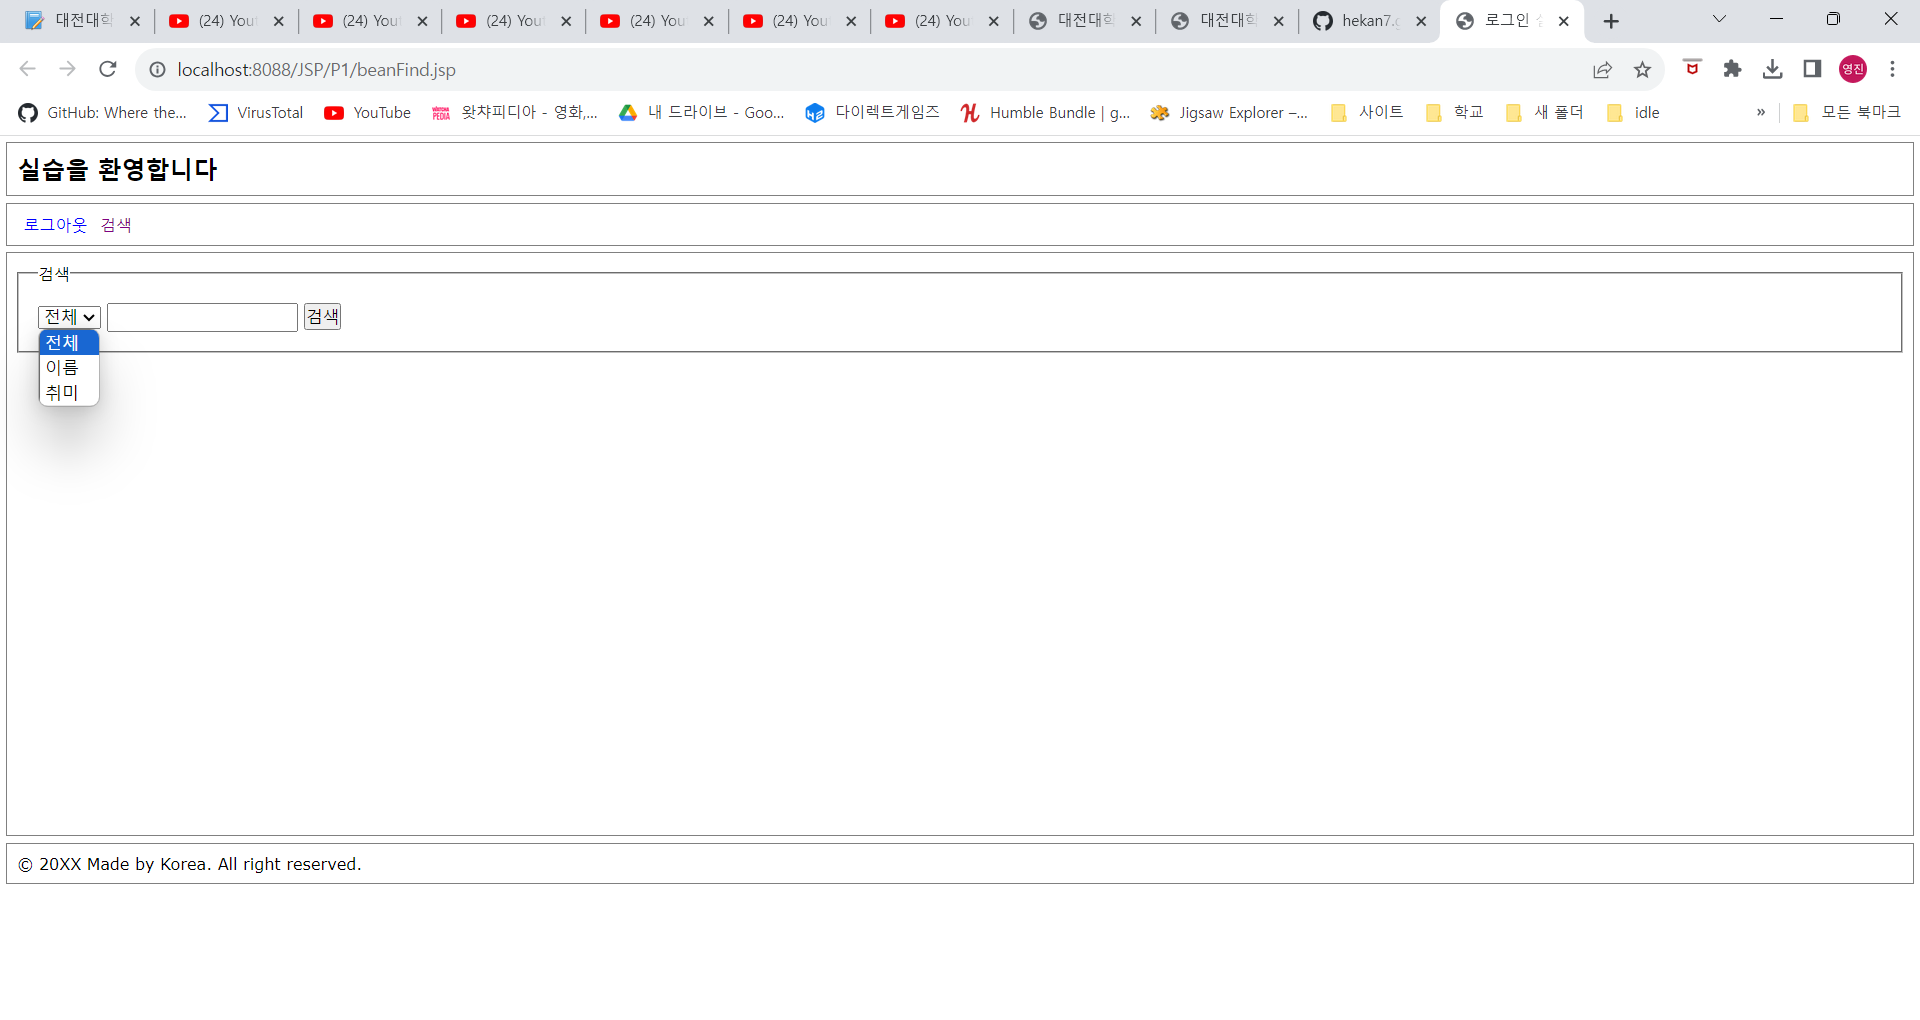 대전대학
(24) You
(24) You
(24) You
(24) You
(24) You
(24) You
대전대학
대전대학
hekan7.g
로그인
localhost:8088/JSP/P1/beanFind.jsp
영진
GitHub: Where the...
VirusTotal
YouTube
왓챠피디아 - 영화,...
내 드라이브 - Goo...
다이렉트게임즈
Humble Bundle | g...
Jigsaw Explorer –...
사이트
학교
새 폴더
idle
»
모든 북마크
실습을 환영합니다
로그아웃 검색
검색
전체 검색
전체
이름
취미
© 20XX Made by Korea. All right reserved.